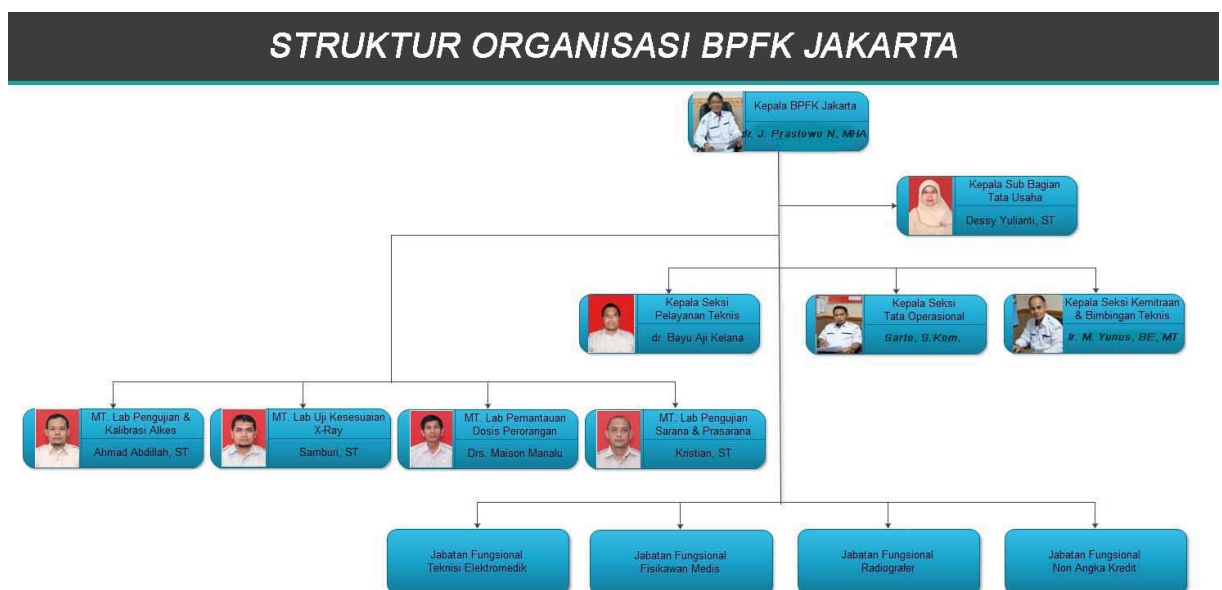 STRUKTUR ORGANISASI BPFK JAKARTA
Kepala BPFK Jakarta
dr. J. Prastowo N, MHA
Kepala Sub Bagian
Tata Usaha
Dessy Yulianti, ST
Kepala Seksi
Pelayanan Teknis
dr. Bayu Aji Kelana
Kepala Seksi
Tata Operasional
Sarto, S.Kom,
Kepala Seksi Kemitraan
& Bimbingan Teknis
Ir. M. Yunus, BE, MT
MT. Lab Pengujian &
Kalibrasi Alkes
Ahmad Abdillah, ST
MT. Lab Uji Kesesuaian
X-Ray
Samburi, ST
MT. Lab Pemantauan
Dosis Perorangan
Drs. Maison Manalu
MT. Lab Pengujian
Sarana & Prasarana
Kristian, ST
Jabatan Fungsional
Teknisi Elektromedik
Jabatan Fungsional
Fisikawan Medis
Jabatan Fungsional
Radiografer
Jabatan Fungsional
Non Angka Kredit